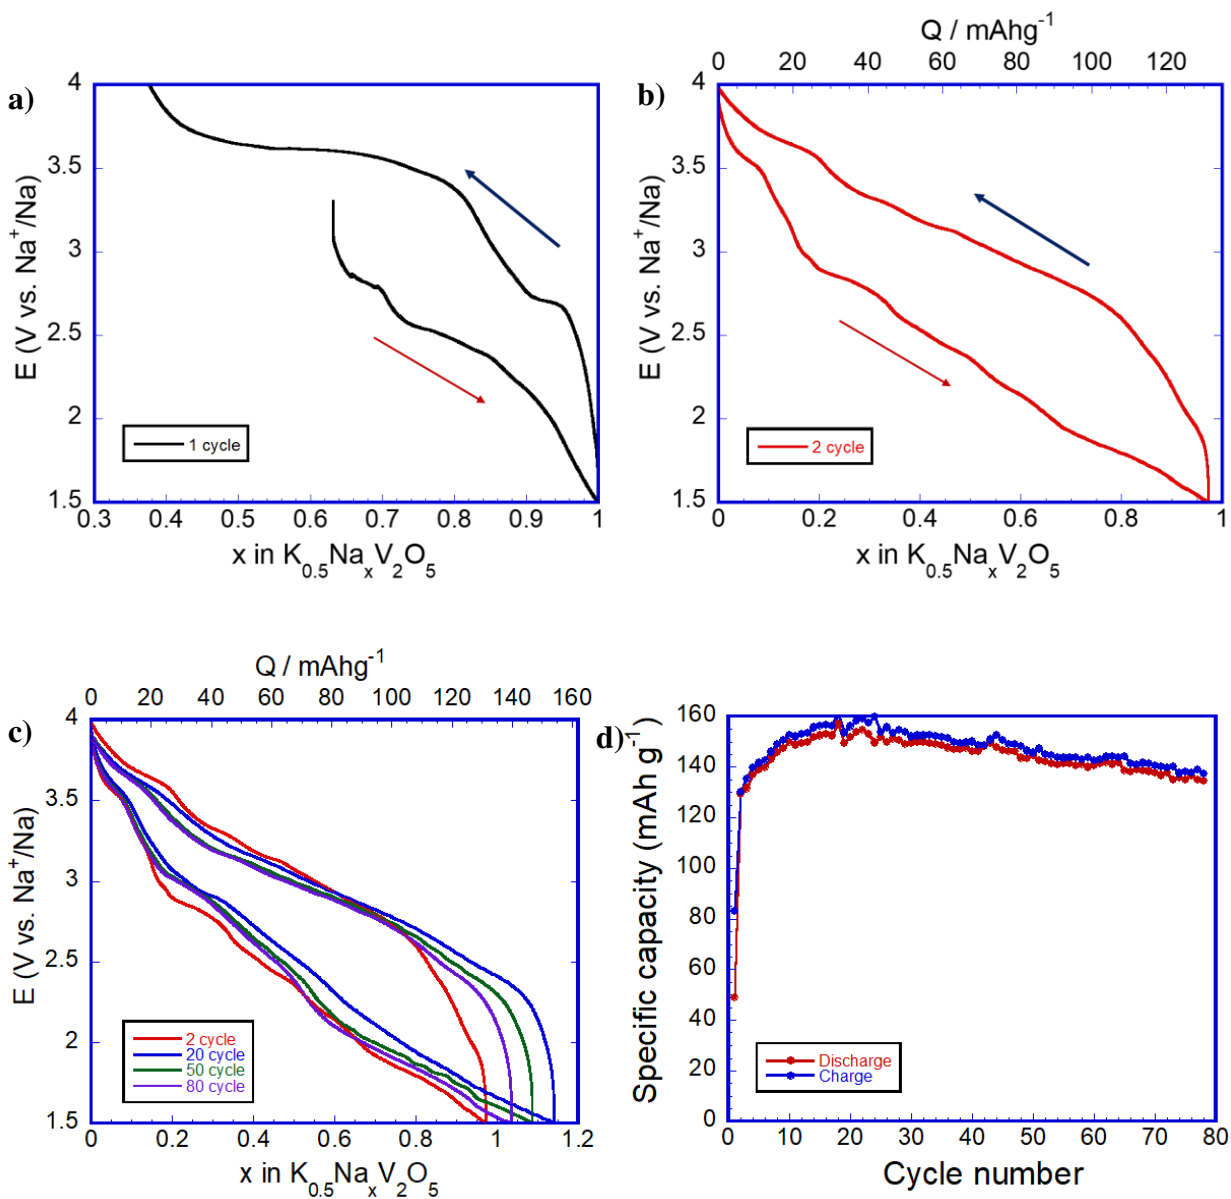 a)
4
3.5
3
2.5
2
1.5
E (V vs. Na+/Na)
1 cycle
0.3 0.4 0.5 0.6 0.7 0.8 0.9 1
x in K0.5NaxV2O5
b)
Q / mAhg-1
0 20 40 60 80 100 120
4
3.5
3
2.5
2
1.5
E (V vs. Na+/Na)
2 cycle
0 0.2 0.4 0.6 0.8 1
x in K0.5NaxV2O5
c)
Q / mAhg-1
0 20 40 60 80 100 120 140 160
4
3.5
3
2.5
2
1.5
E (V vs. Na+/Na)
2 cycle
20 cycle
50 cycle
80 cycle
0 0.2 0.4 0.6 0.8 1 1.2
x in K0.5NaxV2O5
d)
160
140
120
100
80
60
40
20
0
Specific capacity (mAh g-1)
Discharge
Charge
0 10 20 30 40 50 60 70 80
Cycle number